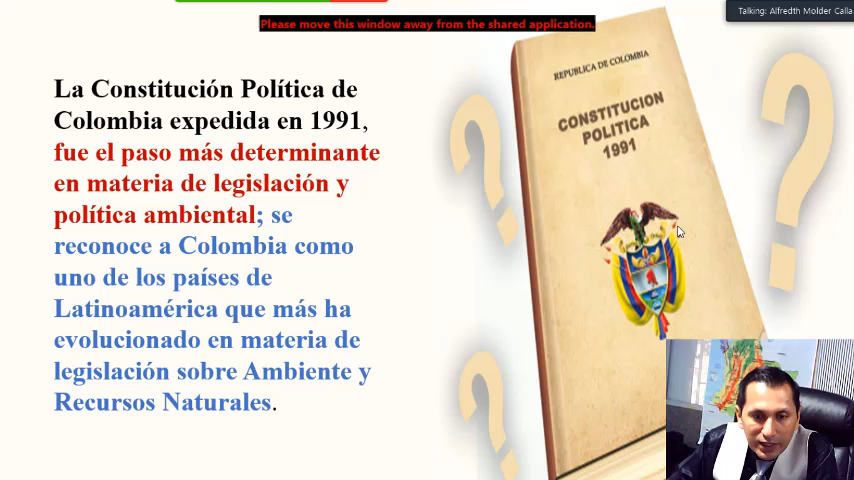 Please move this window away from the shared application.
Talking: Alfredth Molder Calla
La Constitución Política de
Colombia expedida en 1991,
fue el paso más determinante
en materia de legislación y
política ambiental; se
reconoce a Colombia como
uno de los países de
Latinoamérica que más ha
evolucionado en materia de
legislación sobre Ambiente y
Recursos Naturales.
REPUBLICA DE COLOMBIA
CONSTITUCION
POLITICA
1991